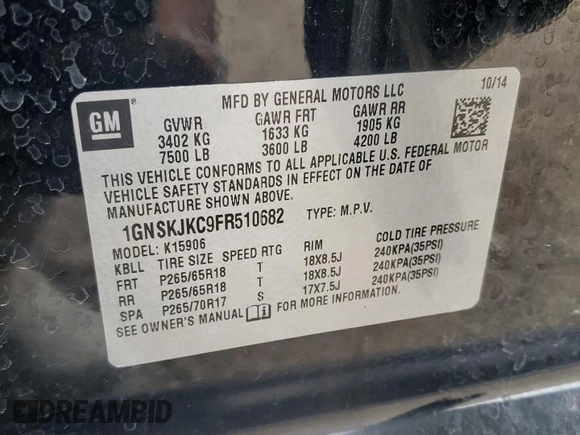 GM
MFD BY GENERAL MOTORS LLC
10/14
GVWR GAWR FRT GAWR RR
3402 KG 1633 KG 1905 KG
7500 LB 3600 LB 4200 LB
THIS VEHICLE CONFORMS TO ALL APPLICABLE U.S. FEDERAL MOTOR
VEHICLE SAFETY STANDARDS IN EFFECT ON THE DATE OF
MANUFACTURE SHOWN ABOVE.
1GNSKJKC9FR510682 TYPE: M.P.V.
MODEL: K15906
KBLL TIRE SIZE SPEED RTG RIM COLD TIRE PRESSURE
FRT P265/65R18 T 18X8.5J 240KPA(35PSI)
RR P265/65R18 T 18X8.5J 240KPA(35PSI)
SPA P265/70R17 S 17X7.5J 240KPA(35PSI)
SEE OWNER'S MANUAL FOR MORE INFORMATION.
DREAMBID